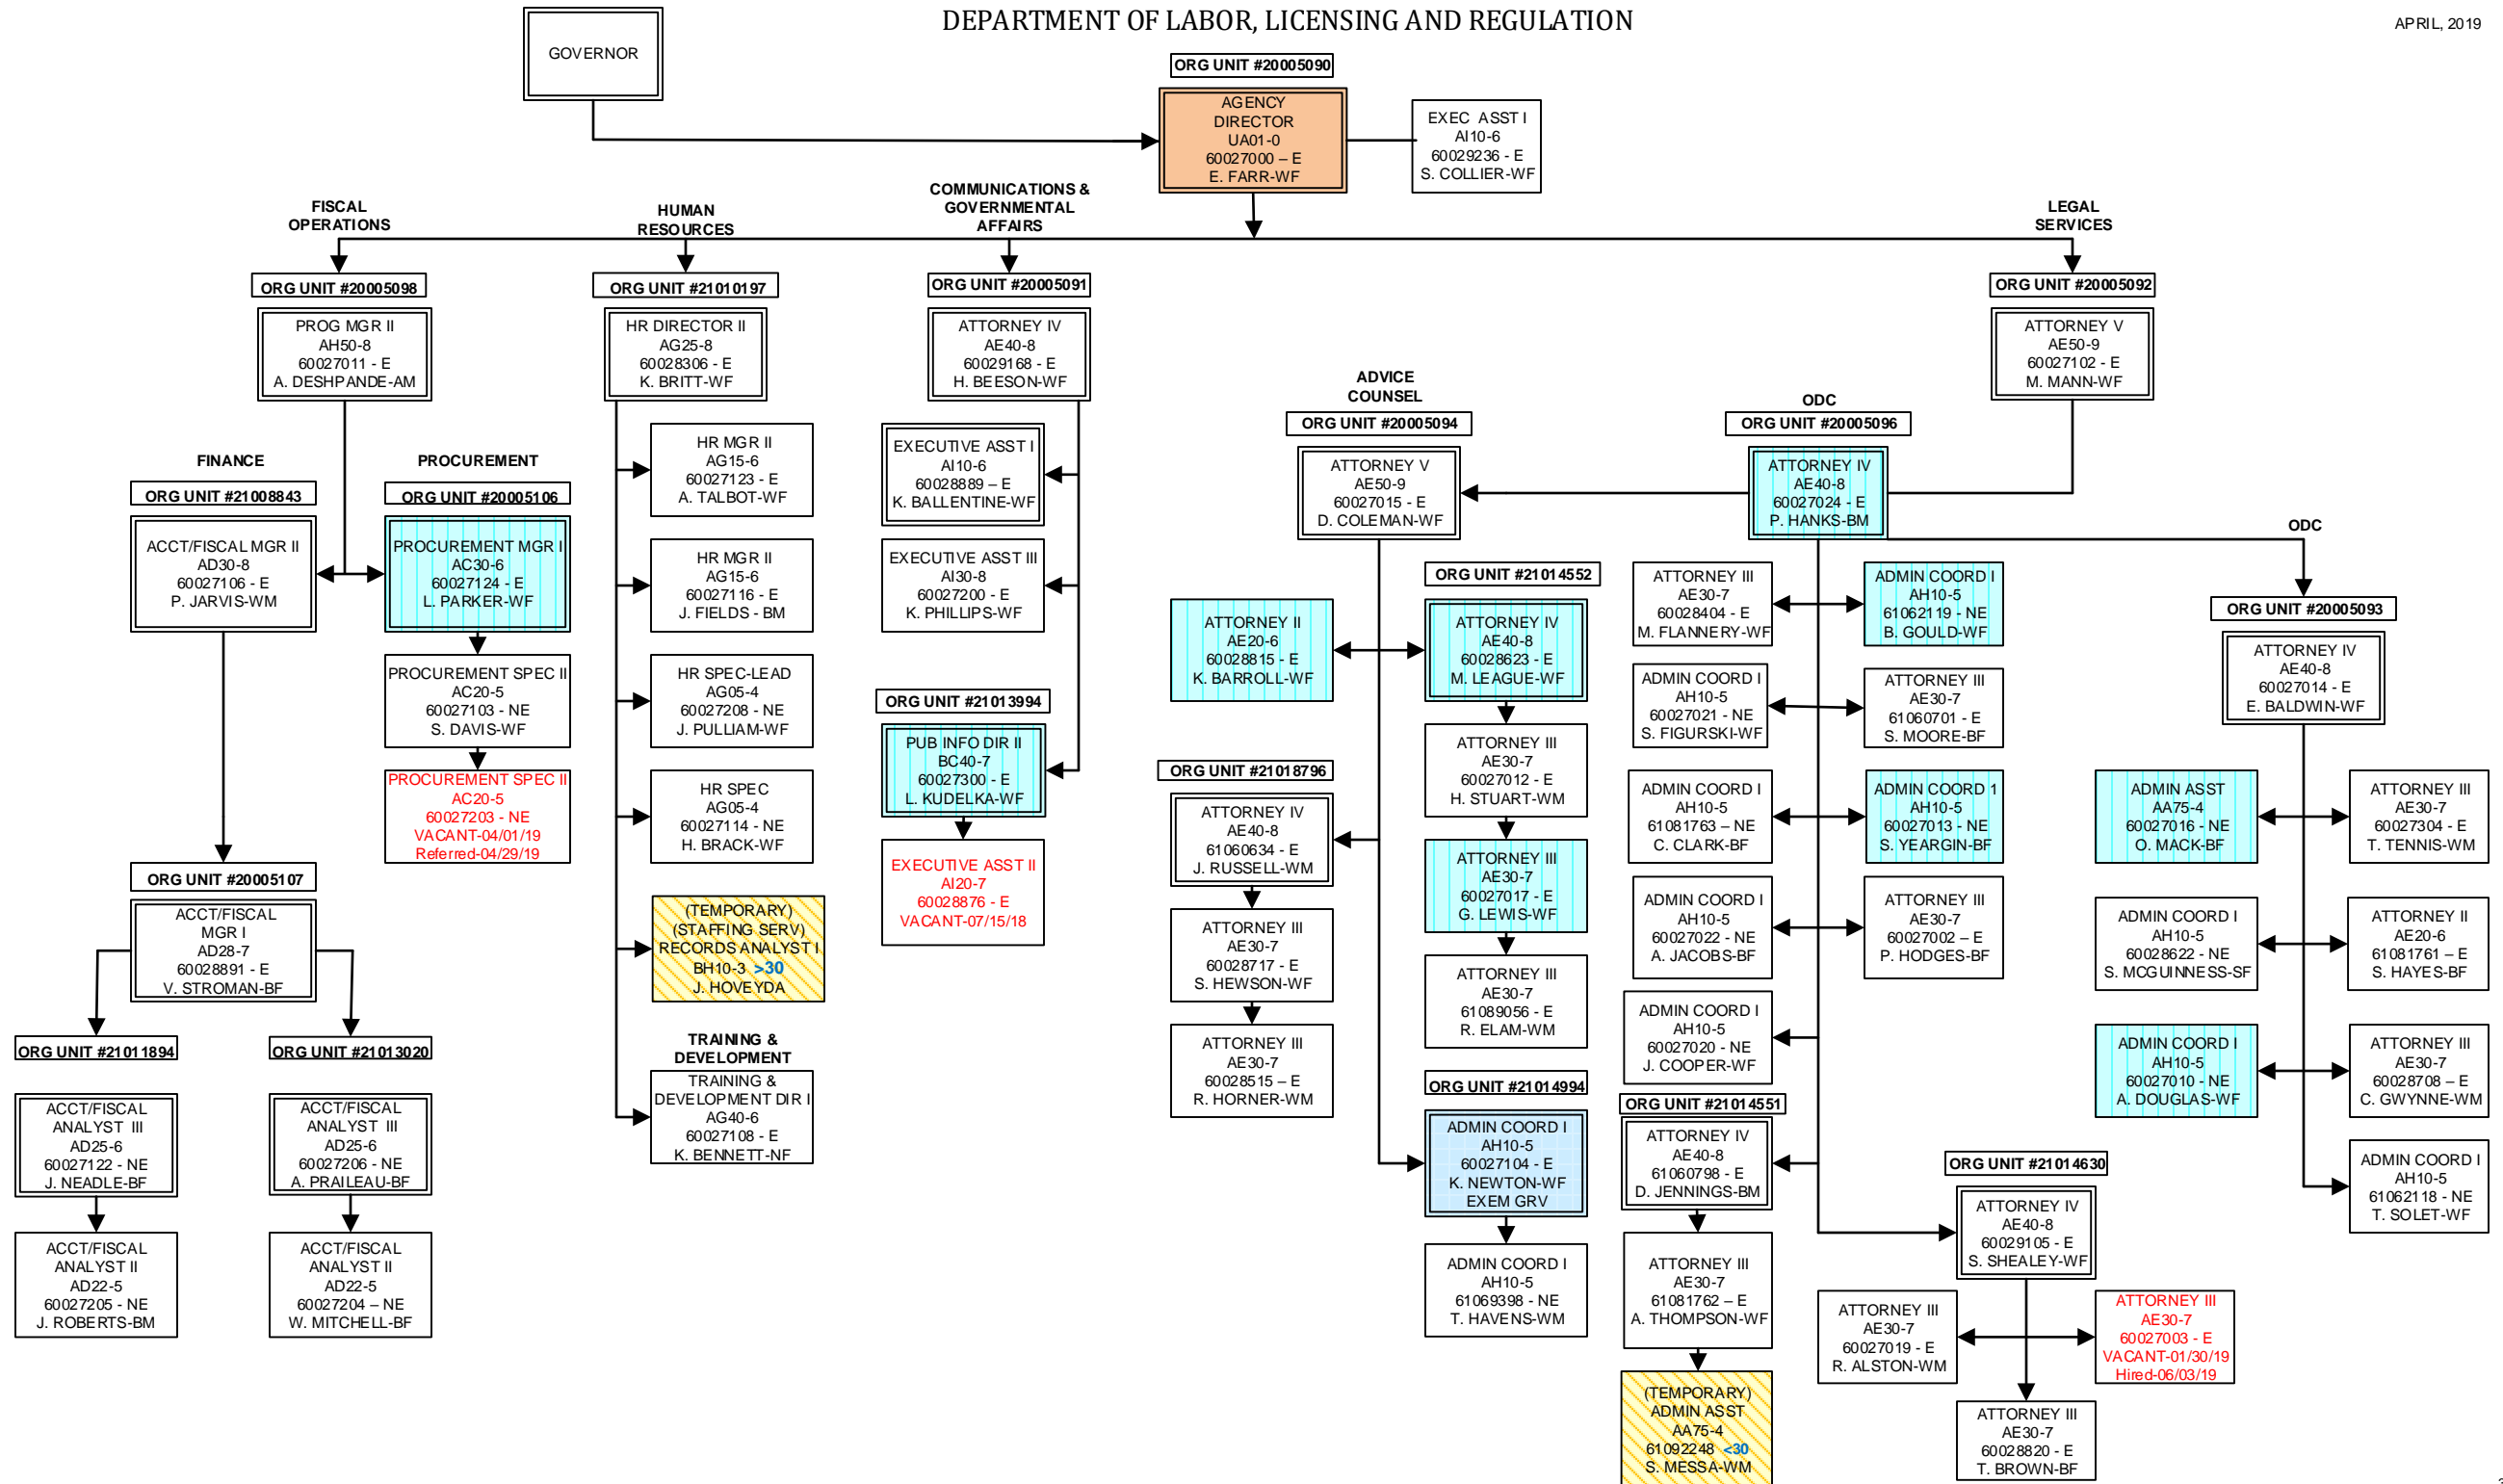 DEPARTMENT OF LABOR, LICENSING AND REGULATION
APRIL, 2019
GOVERNOR
ORG UNIT #20005090
AGENCY
DIRECTOR
UA01-0
60027000 – E
E. FARR-WF
EXEC ASST I
AI10-6
60029236 - E
S. COLLIER-WF
FISCAL
OPERATIONS
HUMAN
RESOURCES
COMMUNICATIONS &
GOVERNMENTAL
AFFAIRS
LEGAL
SERVICES
ORG UNIT #20005098
PROG MGR II
AH50-8
60027011 - E
A. DESHPANDE-AM
FINANCE
ORG UNIT #21008843
ACCT/FISCAL MGR II
AD30-8
60027106 - E
P. JARVIS-WM
PROCUREMENT
ORG UNIT #20005106
PROCUREMENT MGR I
AC30-6
60027124 - E
L. PARKER-WF
PROCUREMENT SPEC II
AC20-5
60027103 - NE
S. DAVIS-WF
PROCUREMENT SPEC II
AC20-5
60027203 - NE
VACANT-04/01/19
Referred-04/29/19
ORG UNIT #20005107
ACCT/FISCAL
MGR I
AD28-7
60028891 - E
V. STROMAN-BF
ORG UNIT #21011894
ACCT/FISCAL
ANALYST III
AD25-6
60027122 - NE
J. NEADLE-BF
ACCT/FISCAL
ANALYST II
AD22-5
60027205 - NE
J. ROBERTS-BM
ORG UNIT #21013020
ACCT/FISCAL
ANALYST III
AD25-6
60027206 - NE
A. PRAILEAU-BF
ACCT/FISCAL
ANALYST II
AD22-5
60027204 – NE
W. MITCHELL-BF
ORG UNIT #21010197
HR DIRECTOR II
AG25-8
60028306 - E
K. BRITT-WF
HR MGR II
AG15-6
60027123 - E
A. TALBOT-WF
HR MGR II
AG15-6
60027116 - E
J. FIELDS - BM
HR SPEC-LEAD
AG05-4
60027208 - NE
J. PULLIAM-WF
HR SPEC
AG05-4
60027114 - NE
H. BRACK-WF
(TEMPORARY)
(STAFFING SERV)
RECORDS ANALYST I
BH10-3 >30
J. HOVEYDA
TRAINING &
DEVELOPMENT
TRAINING &
DEVELOPMENT DIR I
AG40-6
60027108 - E
K. BENNETT-NF
ORG UNIT #20005091
ATTORNEY IV
AE40-8
60029168 - E
H. BEESON-WF
EXECUTIVE ASST I
AI10-6
60028889 – E
K. BALLENTINE-WF
EXECUTIVE ASST III
AI30-8
60027200 - E
K. PHILLIPS-WF
ORG UNIT #21013994
PUB INFO DIR II
BC40-7
60027300 - E
L. KUDELKA-WF
EXECUTIVE ASST II
AI20-7
60028876 - E
VACANT-07/15/18
ORG UNIT #20005092
ATTORNEY V
AE50-9
60027102 - E
M. MANN-WF
ADVICE
COUNSEL
ORG UNIT #20005094
ATTORNEY V
AE50-9
60027015 - E
D. COLEMAN-WF
ATTORNEY II
AE20-6
60028815 - E
K. BARROLL-WF
ORG UNIT #21014552
ATTORNEY IV
AE40-8
60028623 - E
M. LEAGUE-WF
ATTORNEY III
AE30-7
60027012 - E
H. STUART-WM
ATTORNEY III
AE30-7
60027017 - E
G. LEWIS-WF
ATTORNEY III
AE30-7
61089056 - E
R. ELAM-WM
ORG UNIT #21018796
ATTORNEY IV
AE40-8
61060634 - E
J. RUSSELL-WM
ATTORNEY III
AE30-7
60028717 - E
S. HEWSON-WF
ATTORNEY III
AE30-7
60028515 – E
R. HORNER-WM
ORG UNIT #21014994
ADMIN COORD I
AH10-5
60027104 - E
K. NEWTON-WF
EXEM GRV
ADMIN COORD I
AH10-5
61069398 - NE
T. HAVENS-WM
ODC
ORG UNIT #20005096
ATTORNEY IV
AE40-8
60027024 - E
P. HANKS-BM
ATTORNEY III
AE30-7
60028404 - E
M. FLANNERY-WF
ADMIN COORD I
AH10-5
61062119 - NE
B. GOULD-WF
ADMIN COORD I
AH10-5
60027021 - NE
S. FIGURSKI-WF
ATTORNEY III
AE30-7
61060701 - E
S. MOORE-BF
ADMIN COORD I
AH10-5
61081763 – NE
C. CLARK-BF
ADMIN COORD 1
AH10-5
60027013 - NE
S. YEARGIN-BF
ADMIN COORD I
AH10-5
60027022 - NE
A. JACOBS-BF
ATTORNEY III
AE30-7
60027002 – E
P. HODGES-BF
ADMIN COORD I
AH10-5
60027020 - NE
J. COOPER-WF
ORG UNIT #21014551
ATTORNEY IV
AE40-8
61060798 - E
D. JENNINGS-BM
ATTORNEY III
AE30-7
61081762 – E
A. THOMPSON-WF
(TEMPORARY)
ADMIN ASST
AA75-4
61092248 <30
S. MESSA-WM
ORG UNIT #21014630
ATTORNEY IV
AE40-8
60029105 - E
S. SHEALEY-WF
ATTORNEY III
AE30-7
60027019 - E
R. ALSTON-WM
ATTORNEY III
AE30-7
60027003 - E
VACANT-01/30/19
Hired-06/03/19
ATTORNEY III
AE30-7
60028820 - E
T. BROWN-BF
ODC
ORG UNIT #20005093
ATTORNEY IV
AE40-8
60027014 - E
E. BALDWIN-WF
ADMIN ASST
AA75-4
60027016 - NE
O. MACK-BF
ATTORNEY III
AE30-7
60027304 - E
T. TENNIS-WM
ADMIN COORD I
AH10-5
60028622 - NE
S. MCGUINNESS-SF
ATTORNEY II
AE20-6
61081761 – E
S. HAYES-BF
ADMIN COORD I
AH10-5
60027010 - NE
A. DOUGLAS-WF
ATTORNEY III
AE30-7
60028708 – E
C. GWYNNE-WM
ADMIN COORD I
AH10-5
61062118 - NE
T. SOLET-WF